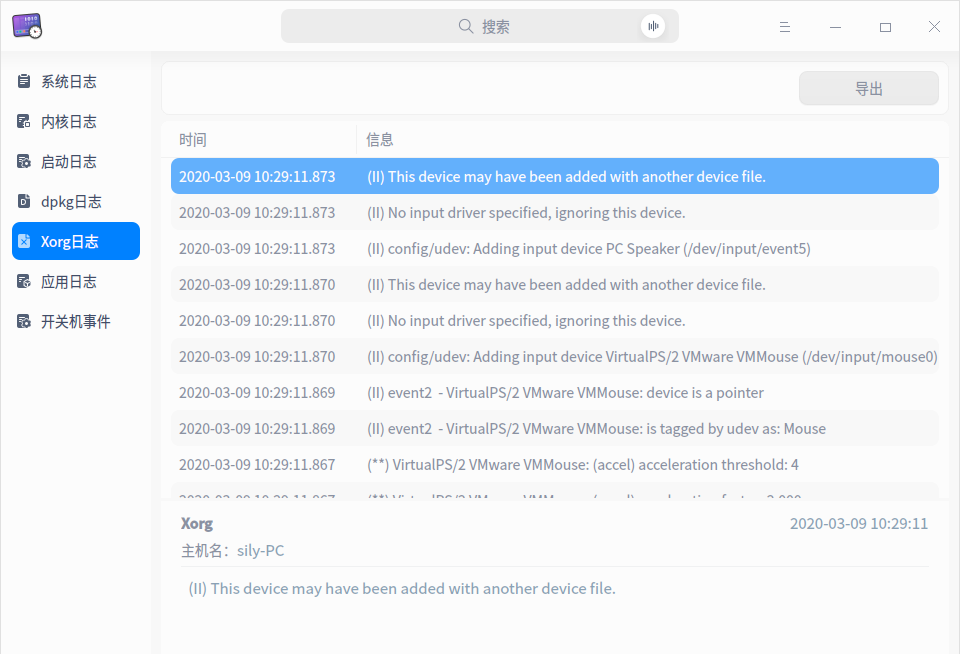 搜索
系统日志
内核日志
启动日志
dpkg日志
Xorg日志
应用日志
开关机事件
导出
时间 信息
2020-03-09 10:29:11.873 (II) This device may have been added with another device file.
2020-03-09 10:29:11.873 (II) No input driver specified, ignoring this device.
2020-03-09 10:29:11.873 (II) config/udev: Adding input device PC Speaker (/dev/input/event5)
2020-03-09 10:29:11.870 (II) This device may have been added with another device file.
2020-03-09 10:29:11.870 (II) No input driver specified, ignoring this device.
2020-03-09 10:29:11.870 (II) config/udev: Adding input device VirtualPS/2 VMware VMMouse (/dev/input/mouse0)
2020-03-09 10:29:11.869 (II) event2 - VirtualPS/2 VMware VMMouse: device is a pointer
2020-03-09 10:29:11.869 (II) event2 - VirtualPS/2 VMware VMMouse: is tagged by udev as: Mouse
2020-03-09 10:29:11.867 (**) VirtualPS/2 VMware VMMouse: (accel) acceleration threshold: 4
Xorg 2020-03-09 10:29:11
主机名: sily-PC
(II) This device may have been added with another device file.